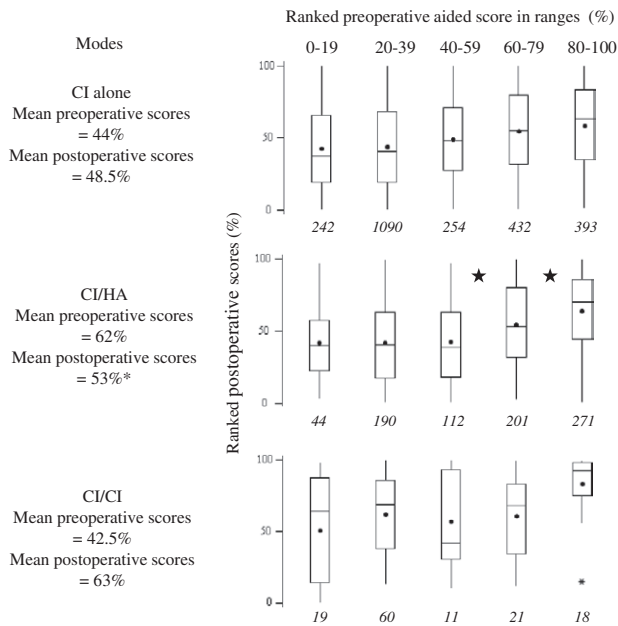 Ranked preoperative aided score in ranges (%)
Modes
0-19 20-39 40-59 60-79 80-100
CI alone
Mean preoperative scores
= 44%
Mean postoperative scores
= 48.5%
100
50
0
242 1090 254 432 393
Ranked postoperative scores (%)
CI/HA
Mean preoperative scores
= 62%
Mean postoperative scores
= 53%*
100
50
0
44 190 112 201 271
CI/CI
Mean preoperative scores
= 42.5%
Mean postoperative scores
= 63%
100
50
0
19 60 11 21 18